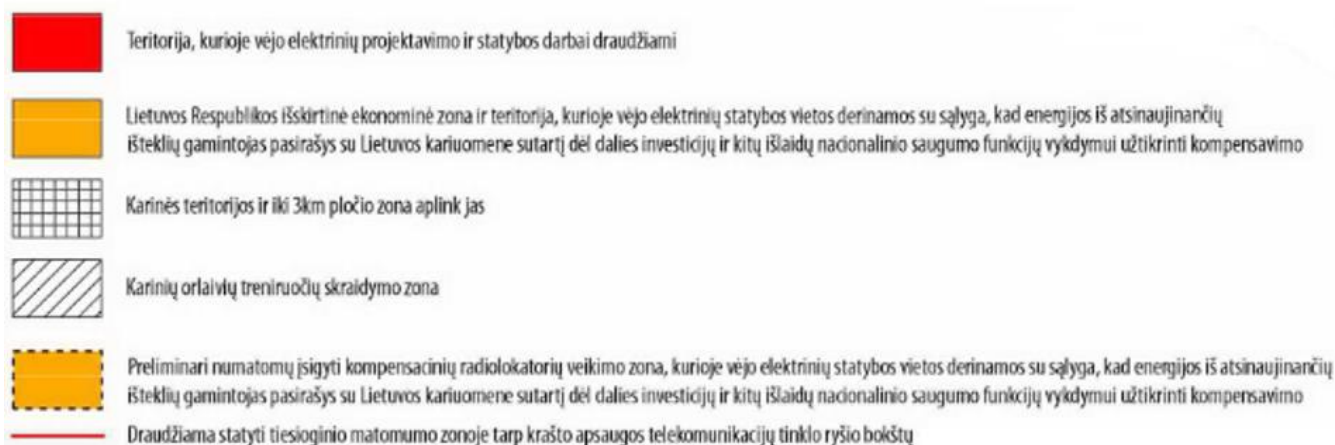 Teritorija, kurioje vėjo elektrinių projektavimo ir statybos darbai draudžiami
Lietuvos Respublikos išskirtinė ekonominė zona ir teritorija, kurioje vėjo elektrinių statybos vietos derinamos su sąlyga, kad energijos iš atsinaujinančių
išteklių gamintojas pasirašys su Lietuvos kariuomene sutartį dėl dalies investicijų ir kitų išlaidų nacionalinio saugumo funkcijų vykdymui užtikrinti kompensavimo
Karinės teritorijos ir iki 3km pločio zona aplink jas
Karinių orlaivių treniruočių skraidymo zona
Preliminari numatomų įsigyti kompensacinių radiolokatorių veikimo zona, kurioje vėjo elektrinių statybos vietos derinamos su sąlyga, kad energijos iš atsinaujinančių
išteklių gamintojas pasirašys su Lietuvos kariuomene sutartį dėl dalies investicijų ir kitų išlaidų nacionalinio saugumo funkcijų vykdymui užtikrinti kompensavimo
Draudžiama statyti tiesioginio matomumo zonoje tarp krašto apsaugos telekomunikacijų tinklo ryšio bokštų